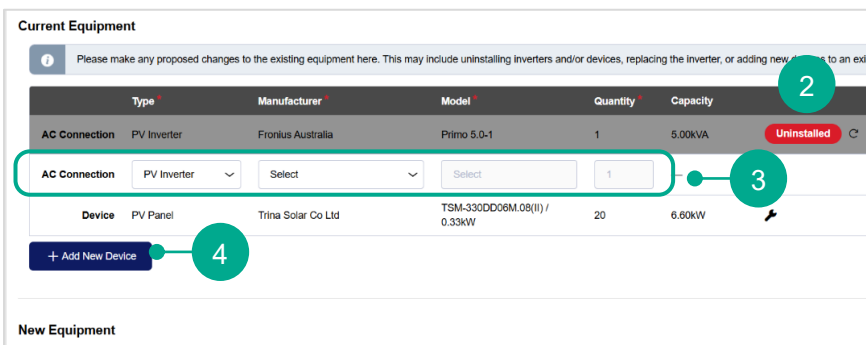 Current Equipment
i Please make any proposed changes to the existing equipment here. This may include uninstalling inverters and/or devices, replacing the inverter, or adding new to an exi
2
Type * Manufacturer * Model * Quantity * Capacity
AC Connection PV Inverter Fronius Australia Primo 5.0-1 1 5.00kVA Uninstalled
AC Connection PV Inverter Select Select 1 – 3
Device PV Panel Trina Solar Co Ltd TSM-330DD06M.08(II) /
0.33kW 20 6.60kW
+ Add New Device 4
New Equipment